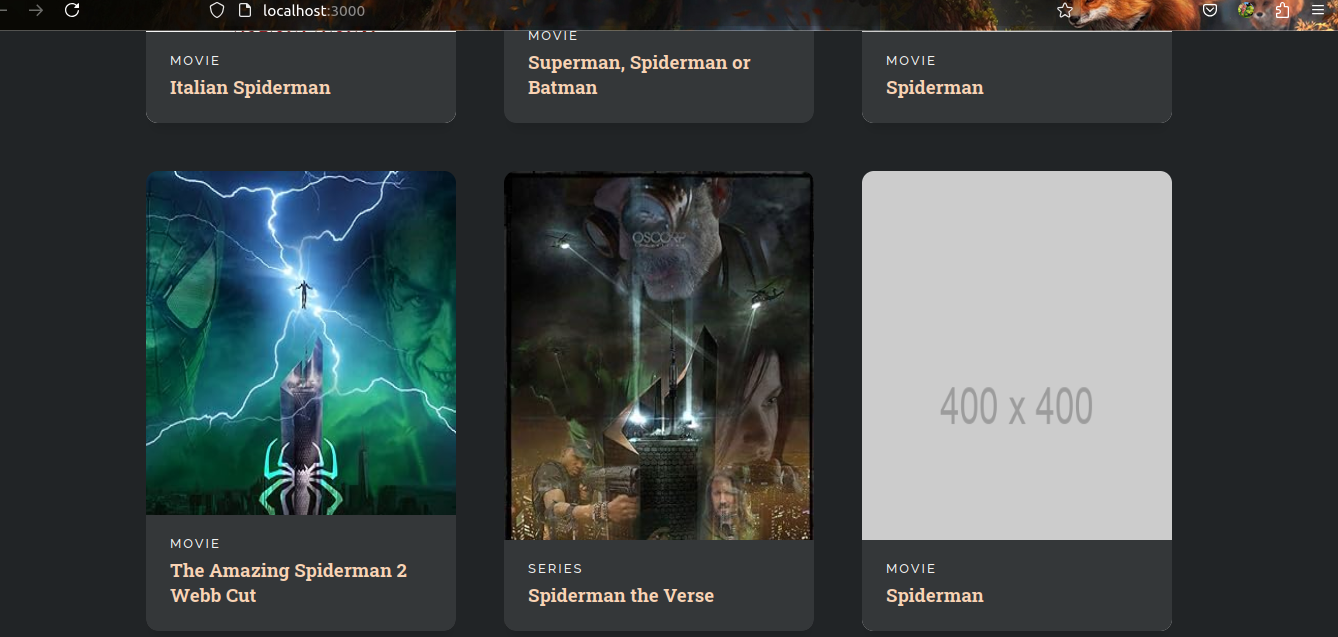 localhost:3000
MOVIE
Italian Spiderman
MOVIE
Superman, Spiderman or
Batman
MOVIE
Spiderman
OSCORP
400 x 400
MOVIE
The Amazing Spiderman 2
Webb Cut
SERIES
Spiderman the Verse
MOVIE
Spiderman